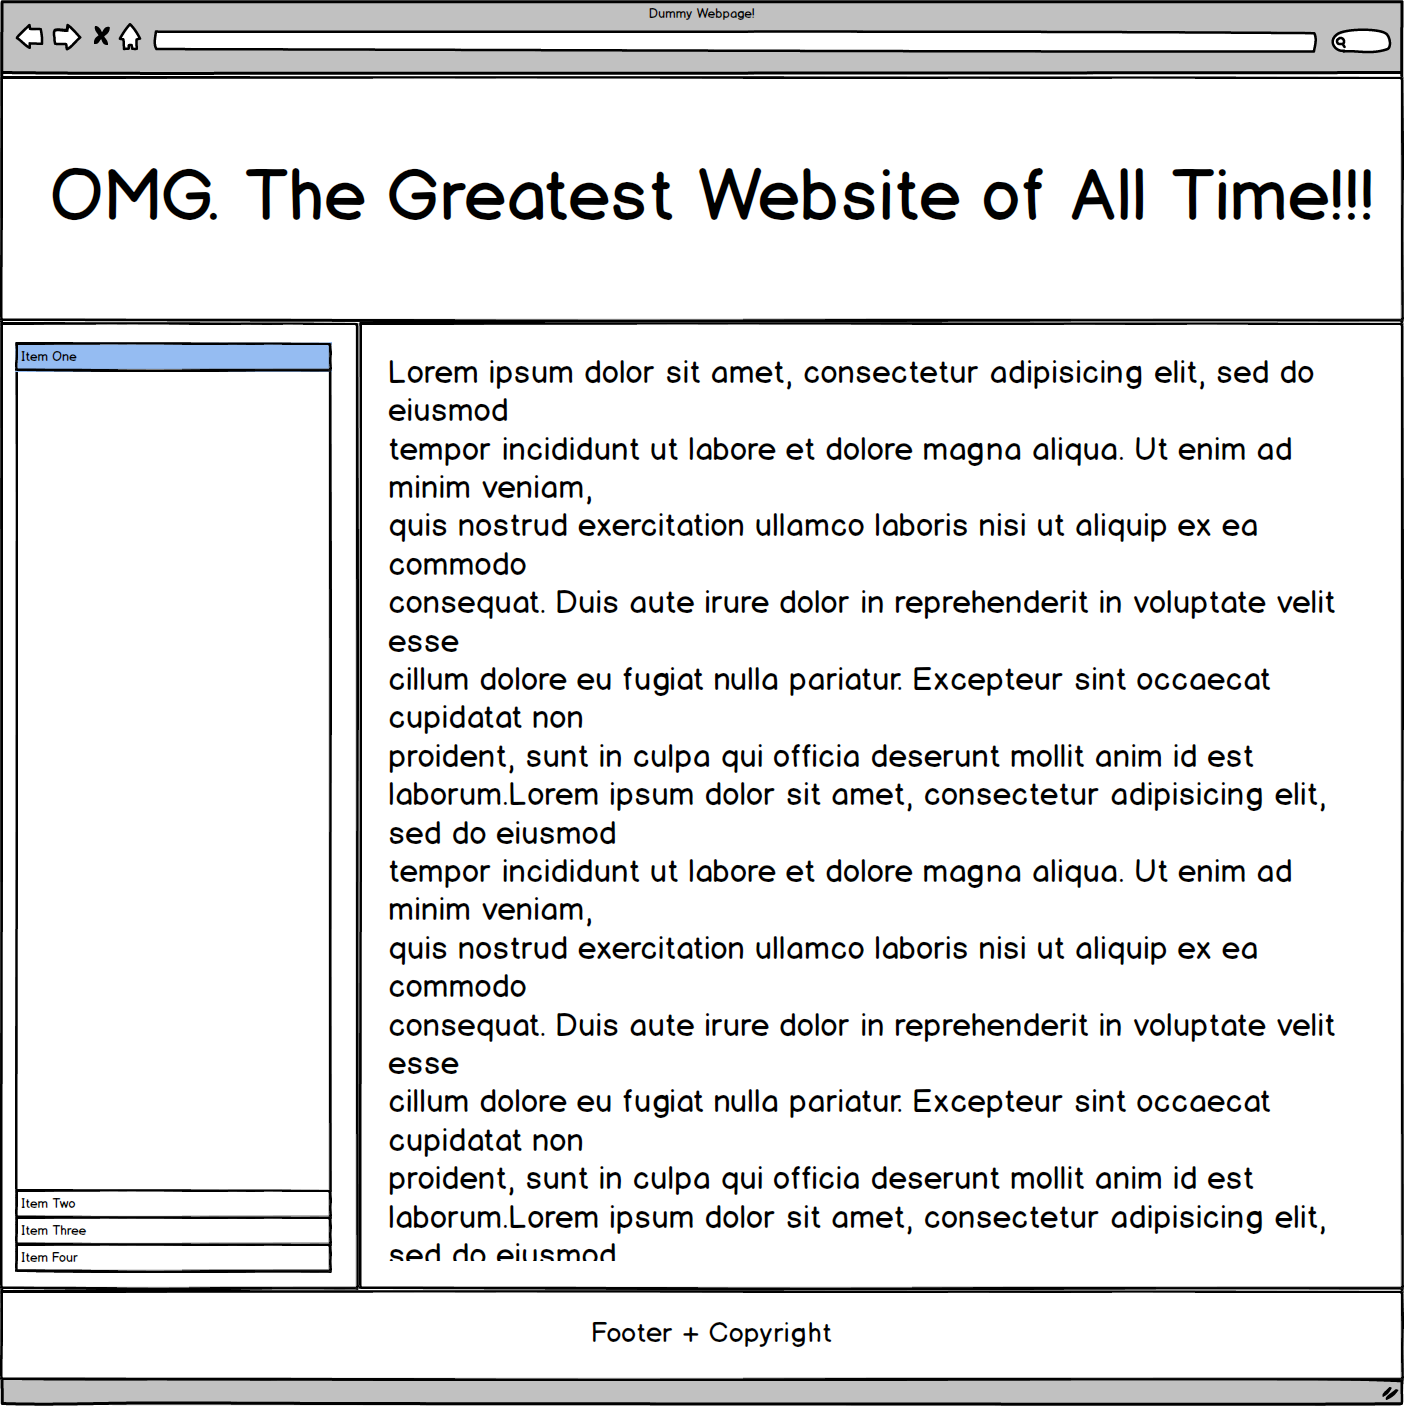 Dummy Webpage!
OMG. The Greatest Website of All Time!!!
Item One
Item Two
Item Three
Item Four
Lorem ipsum dolor sit amet, consectetur adipisicing elit, sed do
eiusmod
tempor incididunt ut labore et dolore magna aliqua. Ut enim ad
minim veniam,
quis nostrud exercitation ullamco laboris nisi ut aliquip ex ea
commodo
consequat. Duis aute irure dolor in reprehenderit in voluptate velit
esse
cillum dolore eu fugiat nulla pariatur. Excepteur sint occaecat
cupidatat non
proident, sunt in culpa qui officia deserunt mollit anim id est
laborum.Lorem ipsum dolor sit amet, consectetur adipisicing elit,
sed do eiusmod
tempor incididunt ut labore et dolore magna aliqua. Ut enim ad
minim veniam,
quis nostrud exercitation ullamco laboris nisi ut aliquip ex ea
commodo
consequat. Duis aute irure dolor in reprehenderit in voluptate velit
esse
cillum dolore eu fugiat nulla pariatur. Excepteur sint occaecat
cupidatat non
proident, sunt in culpa qui officia deserunt mollit anim id est
laborum.Lorem ipsum dolor sit amet, consectetur adipisicing elit,
sed do eiusmod
Footer + Copyright